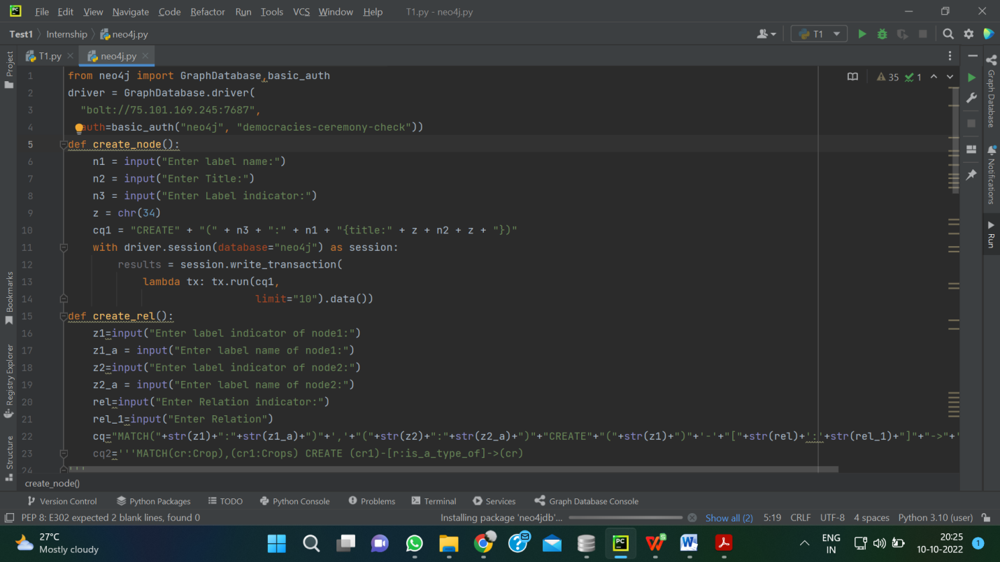 PC File Edit View Navigate Code Refactor Run Tools VCS Window Help T1.py - neo4j.py
Test1 Internship neo4j.py T1
T1.py neo4j.py
1 from neo4j import GraphDatabase,basic_auth
35 1
2 driver = GraphDatabase.driver(
3 "bolt://75.101.169.245:7687",
4 auth=basic_auth("neo4j", "democracies-ceremony-check"))
5 def create_node():
6 n1 = input("Enter label name:")
7 n2 = input("Enter Title:")
8 n3 = input("Enter Label indicator:")
9 z = chr(34)
10 cq1 = "CREATE" + "(" + n3 + ":" + n1 + "{title:" + z + n2 + z + "})"
11 with driver.session(database="neo4j") as session:
12 results = session.write_transaction(
13 lambda tx: tx.run(cq1,
14 limit="10").data())
15 def create_rel():
16 z1=input("Enter label indicator of node1:")
17 z1_a = input("Enter label name of node1:")
18 z2=input("Enter label indicator of node2:")
19 z2_a = input("Enter label name of node2:")
20 rel=input("Enter Relation indicator:")
21 rel_1=input("Enter Relation")
22 cq="MATCH("+str(z1)+":"+str(z1_a)+")"+','+"("+str(z2)+":"+str(z2_a)+")"+"CREATE"+"("+str(z1)+")"+'-'+"["+str(rel)+':'+str(rel_1)+"]"+"->"+'
23 cq2='''MATCH(cr:Crop),(cr1:Crops) CREATE (cr1)-[r:is_a_type_of]->(cr)
24 '''
Project
Bookmarks
Registry Explorer
Structure
Graph Database
Notifications
Run
create_node()
Version Control Python Packages TODO Python Console Problems Terminal Services Graph Database Console
PEP 8: E302 expected 2 blank lines, found 0 Installing package 'neo4jdb'... Show all (2) 5:19 CRLF UTF-8 4 spaces Python 3.10 (user)
27°C
Mostly cloudy
ENG
IN
20:25
10-10-2022
1